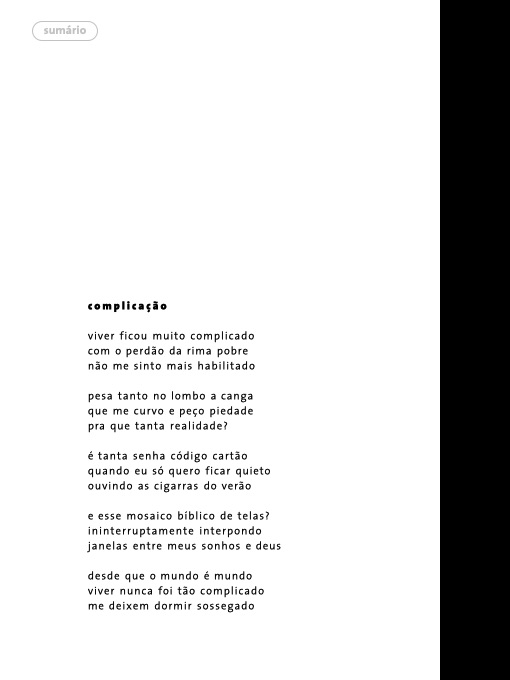 sumário
complicação
viver ficou muito complicado
com o perdão da rima pobre
não me sinto mais habilitado
pesa tanto no lombo a canga
que me curvo e peço piedade
pra que tanta realidade?
é tanta senha código cartão
quando eu só quero ficar quieto
ouvindo as cigarras do verão
e esse mosaico bíblico de telas?
ininterruptamente interpondo
janelas entre meus sonhos e deus
desde que o mundo é mundo
viver nunca foi tão complicado
me deixem dormir sossegado